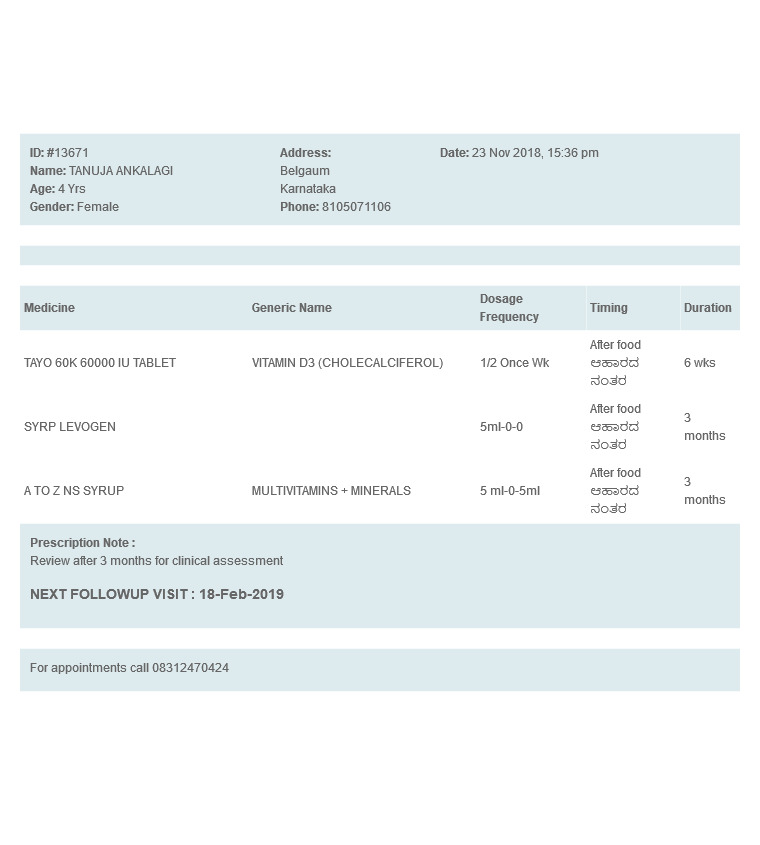 ID: #13671 Address: Date: 23 Nov 2018, 15:36 pm
Name: TANUJA ANKALAGI Belgaum
Age: 4 Yrs Karnataka
Gender: Female Phone: 8105071106
Medicine Generic Name Dosage Frequency Timing Duration
TAYO 60K 60000 IU TABLET VITAMIN D3 (CHOLECALCIFEROL) 1/2 Once Wk After food ಆಹಾರದ ನಂತರ 6 wks
SYRP LEVOGEN 5ml-0-0 After food ಆಹಾರದ ನಂತರ 3 months
A TO Z NS SYRUP MULTIVITAMINS + MINERALS 5 ml-0-5ml After food ಆಹಾರದ ನಂತರ 3 months
Prescription Note :
Review after 3 months for clinical assessment
NEXT FOLLOWUP VISIT : 18-Feb-2019
For appointments call 08312470424